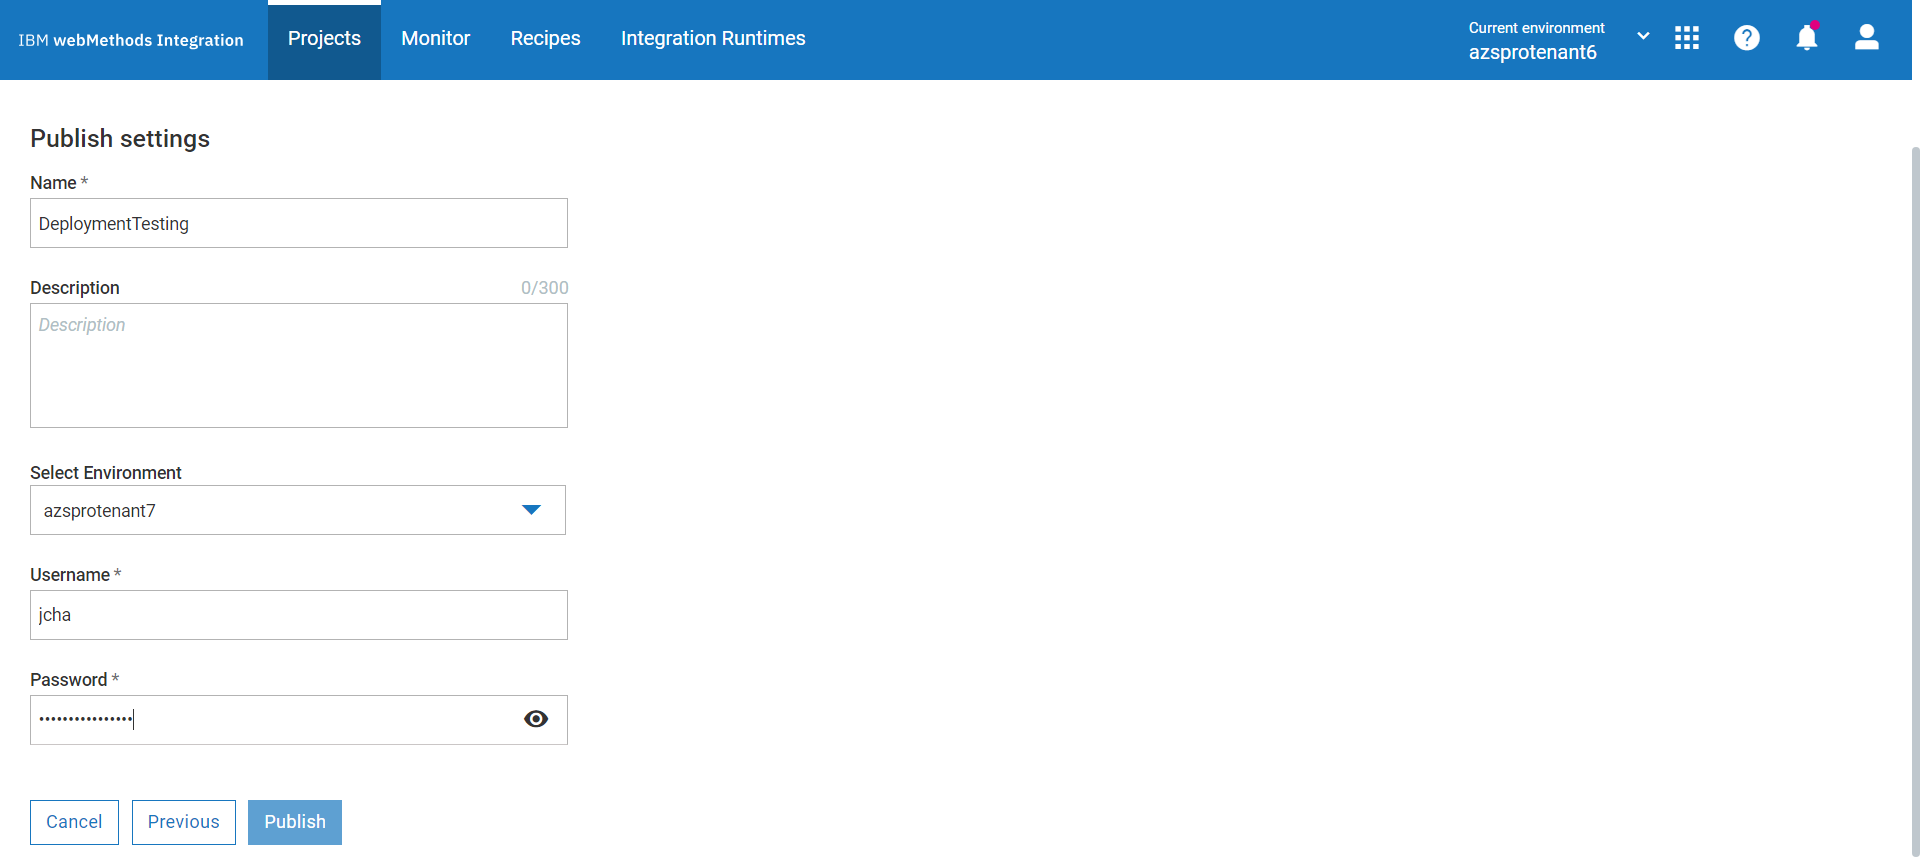 IBM webMethods Integration
Projects
Monitor
Recipes
Integration Runtimes
Current environment
azsprotenant6
Publish settings
Name *
DeploymentTesting
Description 0/300
Description
Select Environment
azsprotenant7
Username *
jcha
Password *
••••••••••••••••
Cancel
Previous
Publish